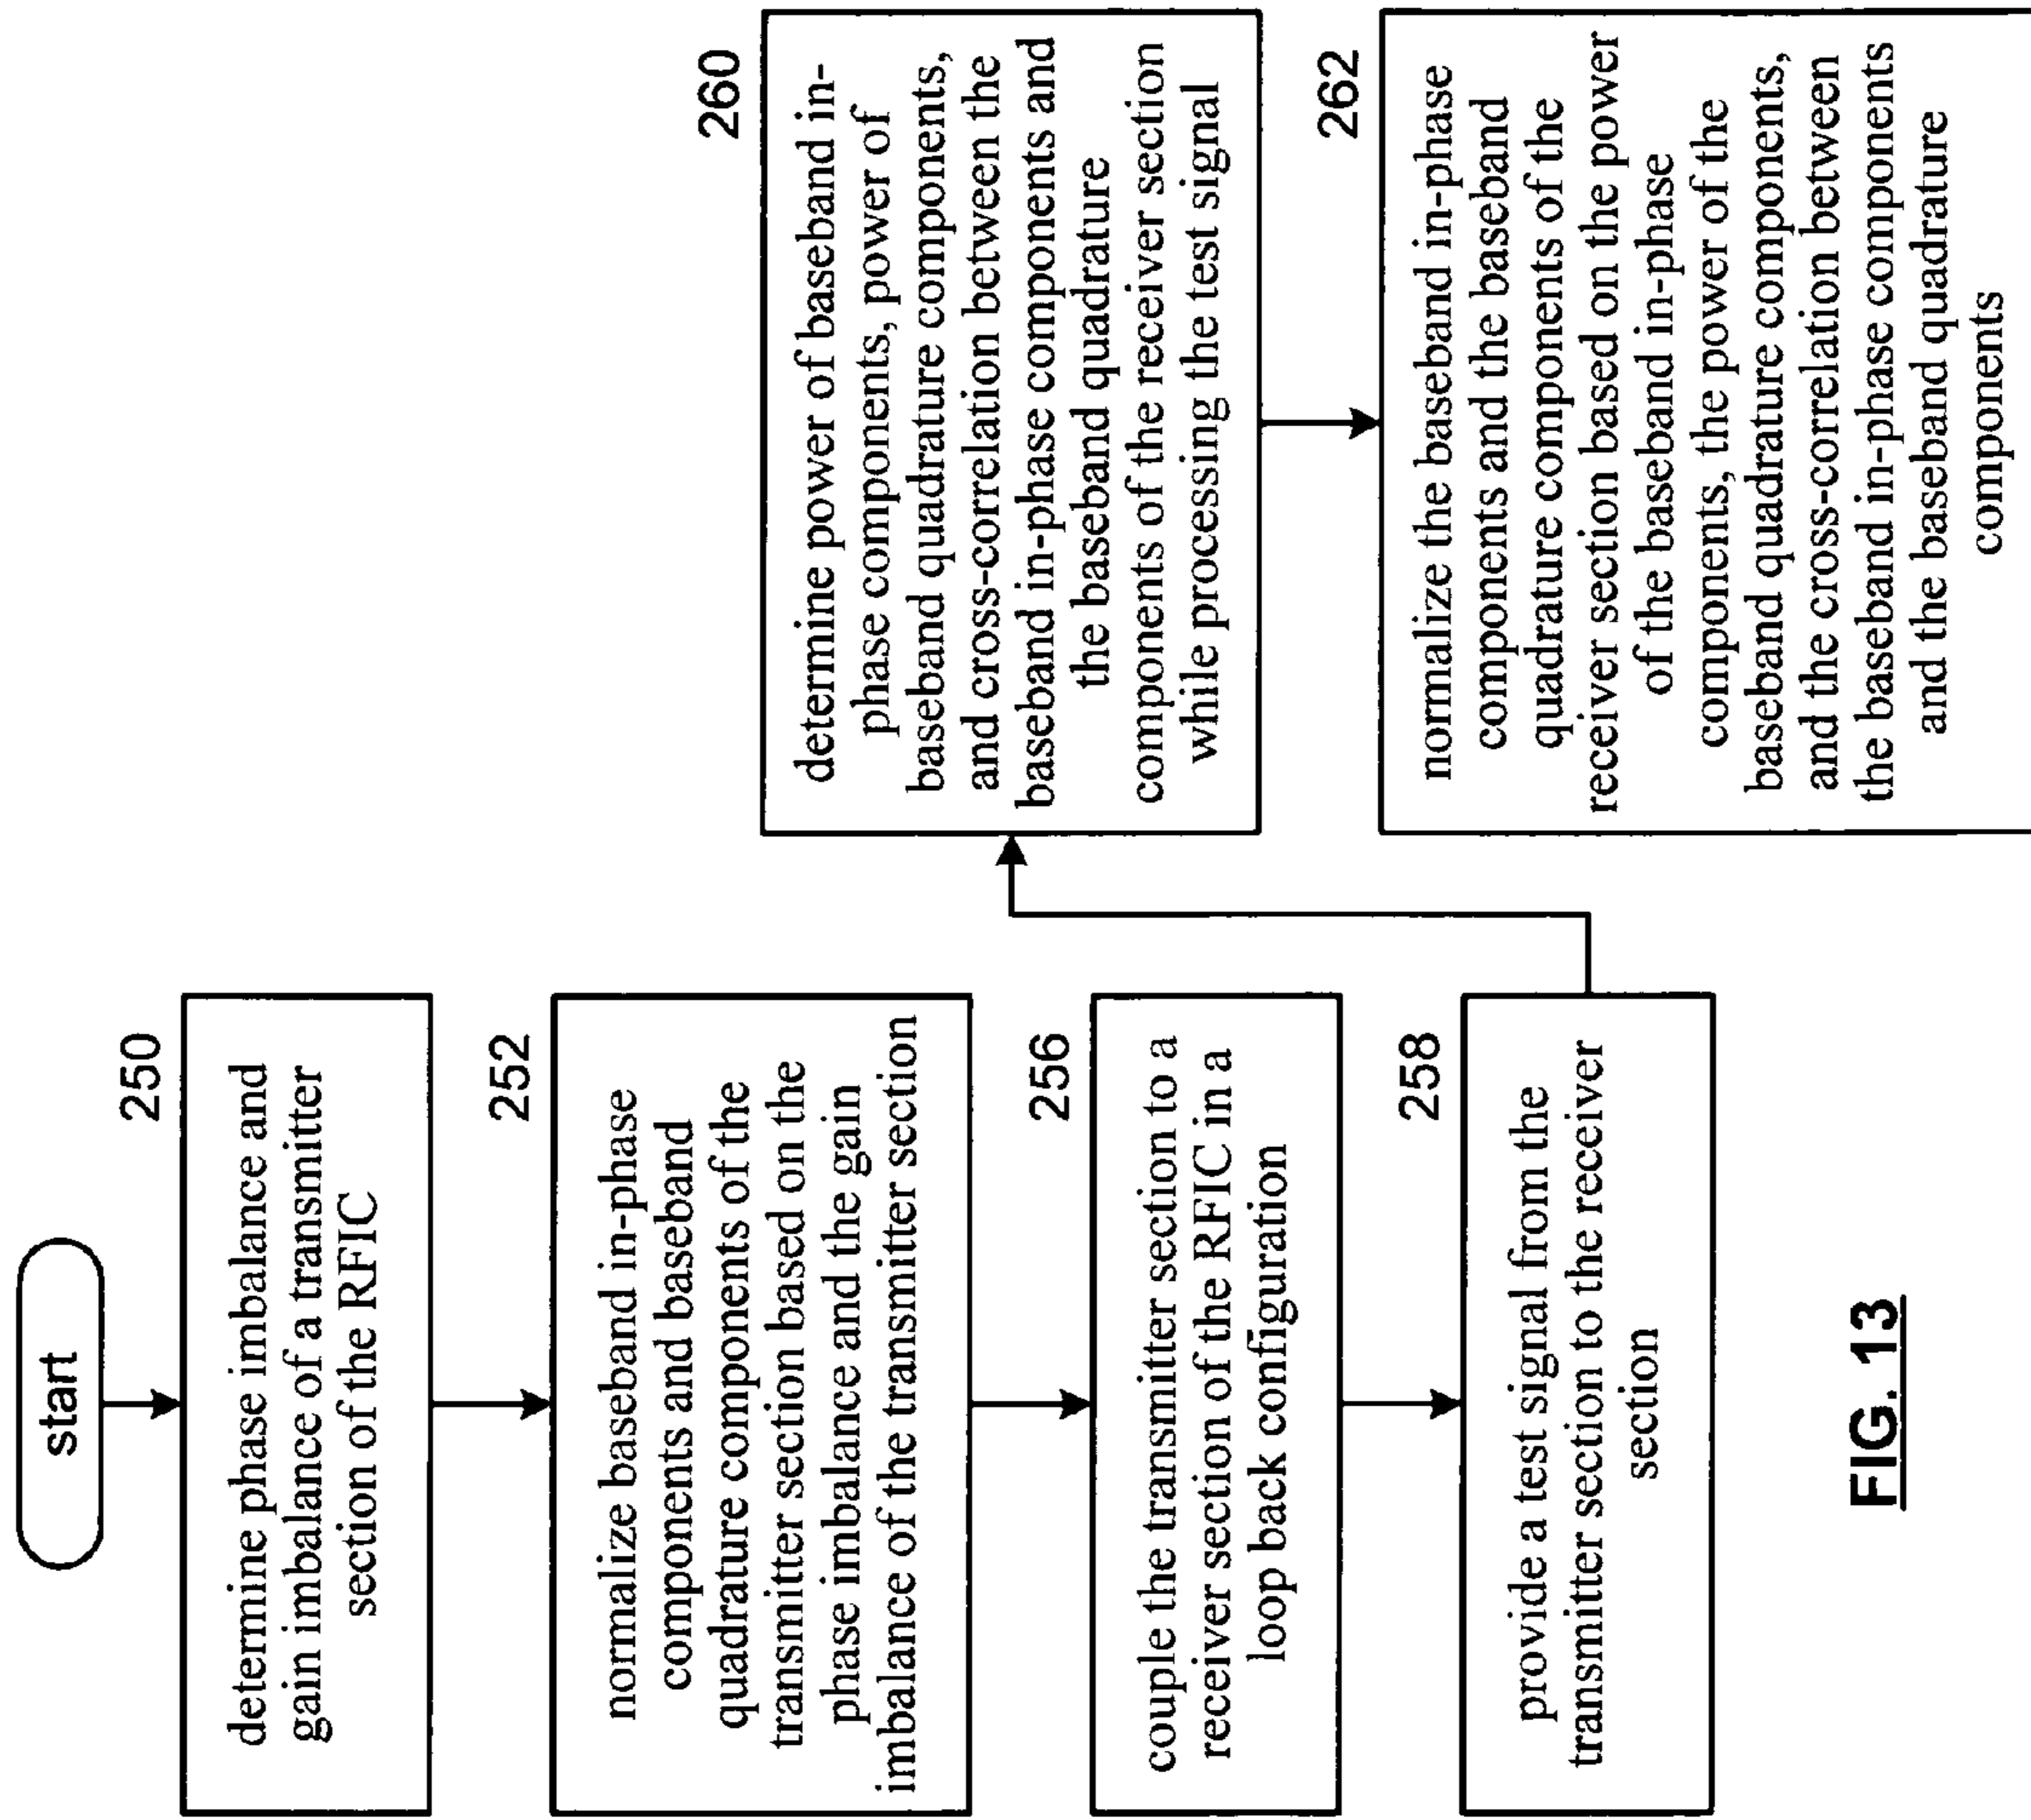 start
250
determine phase imbalance and
gain imbalance of a transmitter
section of the RFIC
252
normalize baseband in-phase
components and baseband
quadrature components of the
transmitter section based on the
phase imbalance and the gain
imbalance of the transmitter section
256
couple the transmitter section to a
receiver section of the RFIC in a
loop back configuration
258
provide a test signal from the
transmitter section to the receiver
section
260
determine power of baseband in-
phase components, power of
baseband quadrature components,
and cross-correlation between the
baseband in-phase components and
the baseband quadrature
components of the receiver section
while processing the test signal
262
normalize the baseband in-phase
components and the baseband
quadrature components of the
receiver section based on the power
of the baseband in-phase
components, the power of the
baseband quadrature components,
and the cross-correlation between
the baseband in-phase components
and the baseband quadrature
components
FIG. 13